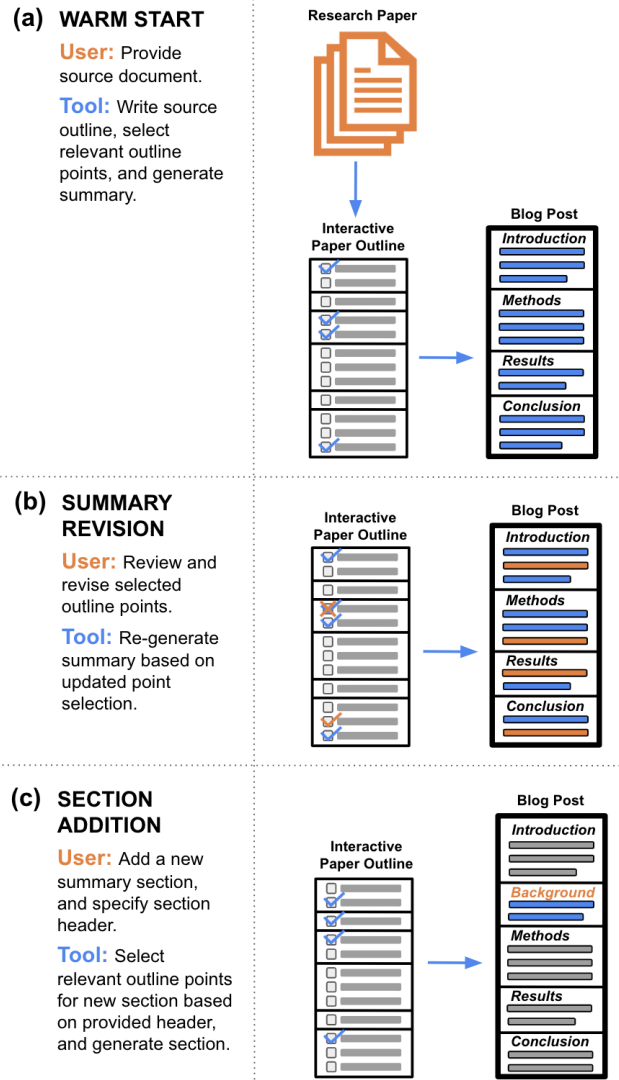 (a) WARM START
User: Provide
source document.
Tool: Write source
outline, select
relevant outline
points, and generate
summary.
Research Paper
Interactive
Paper Outline
Blog Post
Introduction
Methods
Results
Conclusion
(b) SUMMARY
REVISION
User: Review and
revise selected
outline points.
Tool: Re-generate
summary based on
updated point
selection.
Interactive
Paper Outline
Blog Post
Introduction
Methods
Results
Conclusion
(c) SECTION
ADDITION
User: Add a new
summary section,
and specify section
header.
Tool: Select
relevant outline points
for new section based
on provided header,
and generate section.
Interactive
Paper Outline
Blog Post
Introduction
Background
Methods
Results
Conclusion